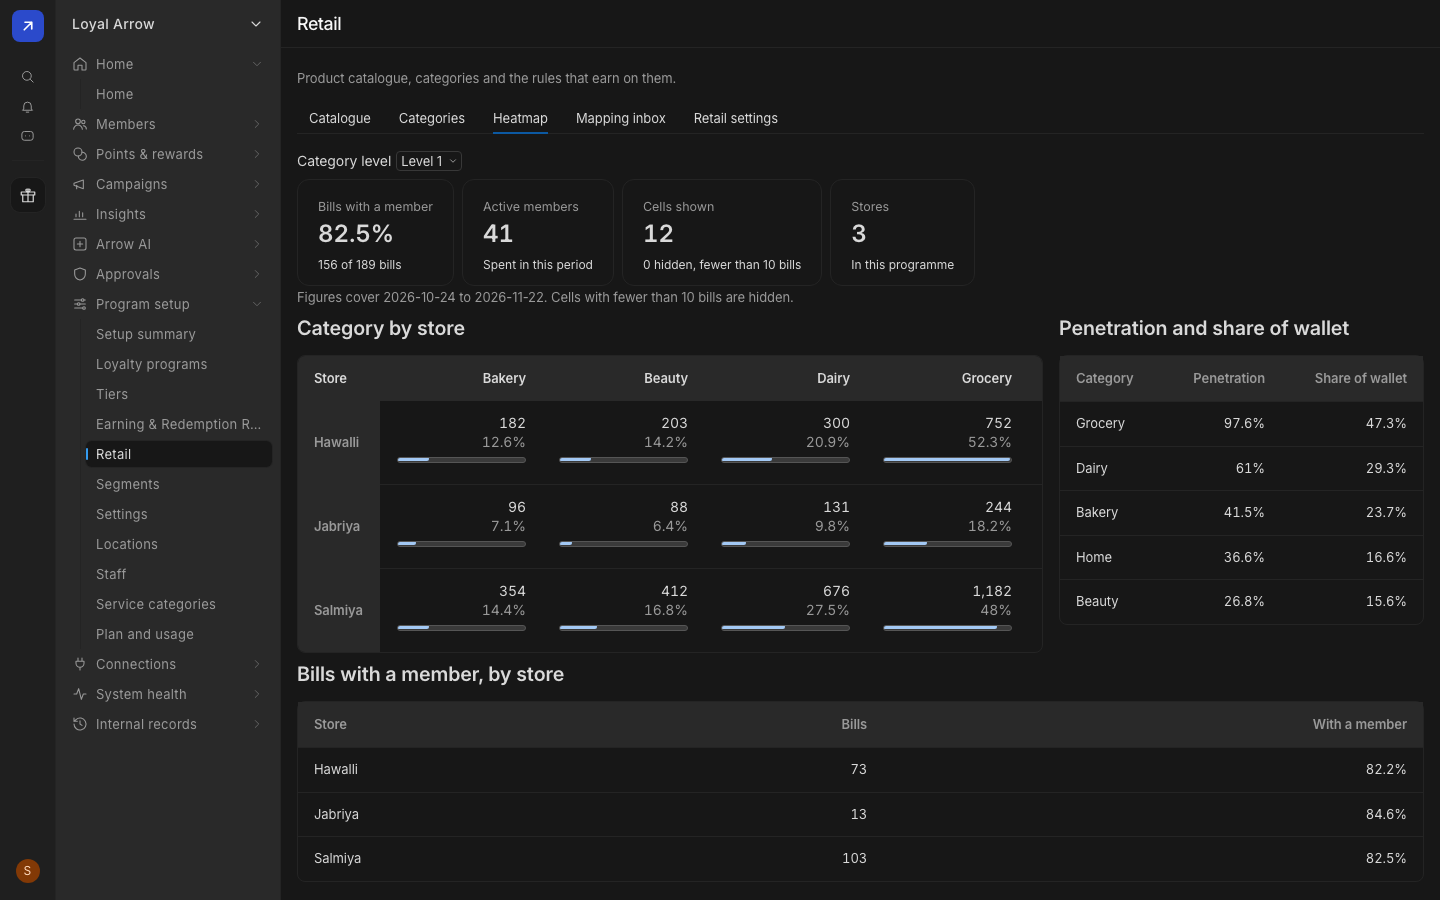 Loyal Arrow
Home
Home
Members
Points & rewards
Campaigns
Insights
Arrow AI
Approvals
Program setup
Setup summary
Loyalty programs
Tiers
Earning & Redemption R...
Retail
Segments
Settings
Locations
Staff
Service categories
Plan and usage
Connections
System health
Internal records
S
Retail
Product catalogue, categories and the rules that earn on them.
Catalogue Categories Heatmap Mapping inbox Retail settings
Category level Level 1
Bills with a member
82.5%
156 of 189 bills
Active members
41
Spent in this period
Cells shown
12
0 hidden, fewer than 10 bills
Stores
3
In this programme
Figures cover 2026-10-24 to 2026-11-22. Cells with fewer than 10 bills are hidden.
Category by store
Store Bakery Beauty Dairy Grocery
182 203 300 752
Hawalli 12.6% 14.2% 20.9% 52.3%
96 88 131 244
Jabriya 7.1% 6.4% 9.8% 18.2%
354 412 676 1,182
Salmiya 14.4% 16.8% 27.5% 48%
Penetration and share of wallet
Category Penetration Share of wallet
Grocery 97.6% 47.3%
Dairy 61% 29.3%
Bakery 41.5% 23.7%
Home 36.6% 16.6%
Beauty 26.8% 15.6%
Bills with a member, by store
Store Bills With a member
Hawalli 73 82.2%
Jabriya 13 84.6%
Salmiya 103 82.5%